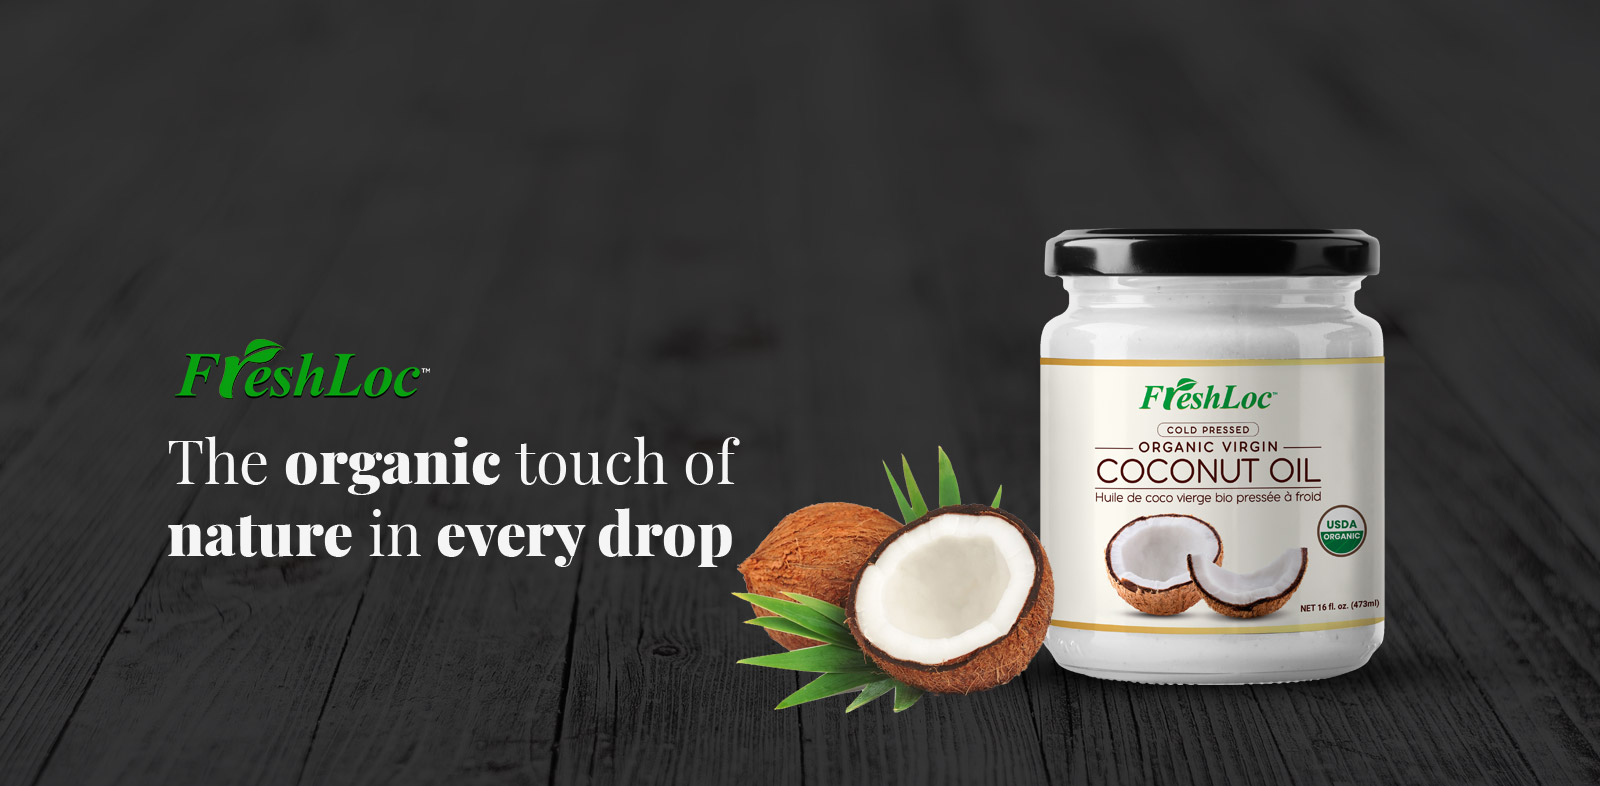 FreshLoc™
The organic touch of
nature in every drop
FreshLoc™
COLD PRESSED
ORGANIC VIRGIN
COCONUT OIL
Huile de coco vierge bio pressée à froid
USDA
ORGANIC
NET 16 fl. oz. (473ml)